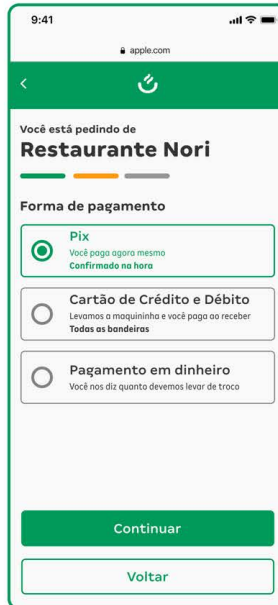 9:41
apple.com
Você está pedindo de
Restaurante Nori
Forma de pagamento
Pix
Você paga agora mesmo
Confirmado na hora
Cartão de Crédito e Débito
Levamos a maquininha e você paga ao receber
Todas as bandeiras
Pagamento em dinheiro
Você nos diz quanto devemos levar de troco
Continuar
Voltar